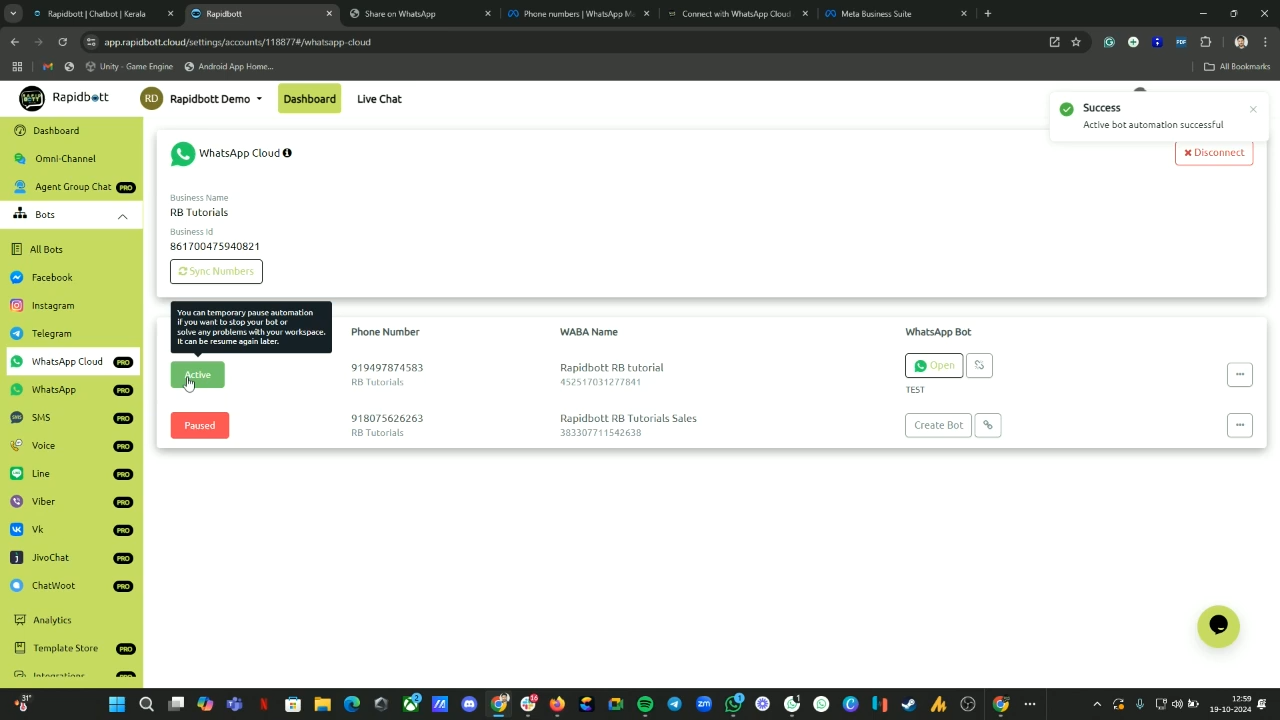 Rapidbott | Chatbot | Kerala
Rapidbott
Share on WhatsApp
Phone numbers | WhatsApp M
Connect with WhatsApp Cloud
Meta Business Suite
app.rapidbott.cloud/settings/accounts/118877#/whatsapp-cloud
Unity - Game Engine
Android App Home...
All Bookmarks
Rapidbott
RD
Rapidbott Demo
Dashboard
Live Chat
Success
Active bot automation successful
Dashboard
Omni-Channel
Agent Group Chat PRO
Bots
All Bots
Facebook
Instagram
Telegram
WhatsApp Cloud PRO
WhatsApp PRO
SMS PRO
Voice PRO
Line PRO
Viber PRO
Vk PRO
JivoChat PRO
ChatWoot PRO
Analytics
Template Store PRO
Integrations PRO
WhatsApp Cloud
Disconnect
Business Name
RB Tutorials
Business Id
861700475940821
Sync Numbers
You can temporary pause automation
if you want to stop your bot or
solve any problems with your workspace.
It can be resume again later.
Phone Number
WABA Name
WhatsApp Bot
Active
919497874583
RB Tutorials
Rapidbott RB tutorial
452517031277841
Open
TEST
Paused
918075626263
RB Tutorials
Rapidbott RB Tutorials Sales
383307711542638
Create Bot
31°
12:59
19-10-2024